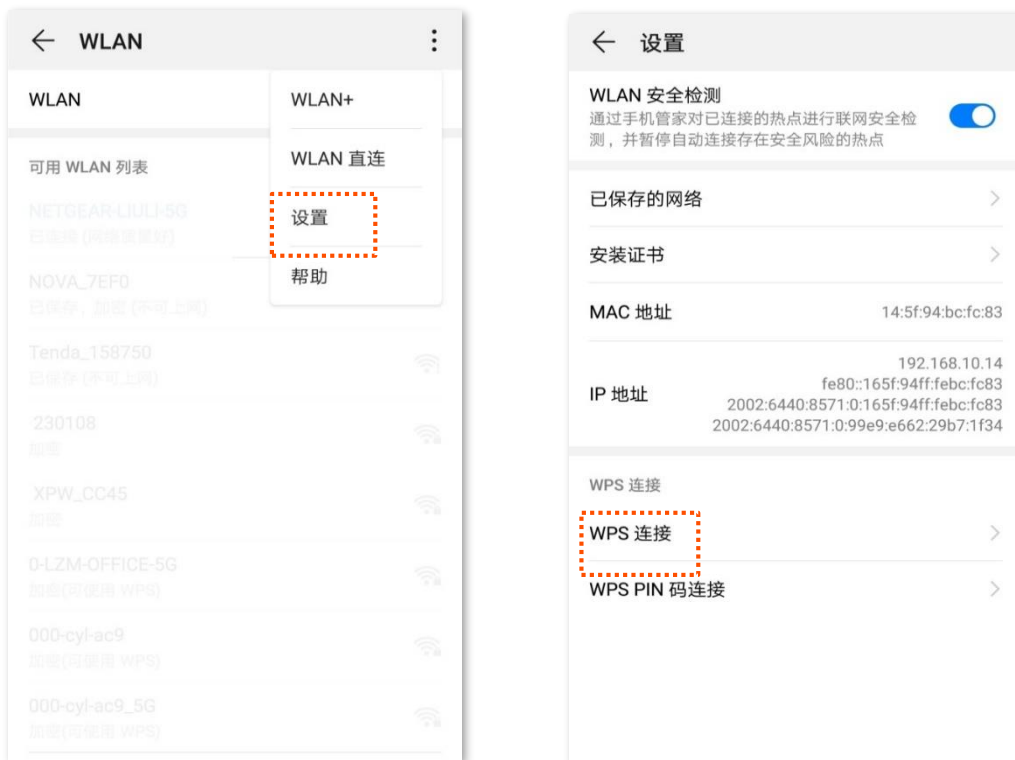 WLAN
WLAN
可用 WLAN 列表
NETGEAR-LIULI-5G
已连接 (网络质量好)
NOVA_7EF0
已保存，加密 (不可上网)
Tenda_158750
已保存 (不可上网)
230108
加密
XPW_CC45
加密
0-LZM-OFFICE-5G
加密(可使用 WPS)
000-cyl-ac9
加密(可使用 WPS)
000-cyl-ac9_5G
加密(可使用 WPS)
WLAN+
WLAN 直连
设置
帮助
设置
WLAN 安全检测
通过手机管家对已连接的热点进行联网安全检
测，并暂停自动连接存在安全风险的热点
已保存的网络
安装证书
MAC 地址
14:5f:94:bc:fc:83
IP 地址
192.168.10.14
fe80::165f:94ff:febc:fc83
2002:6440:8571:0:165f:94ff:febc:fc83
2002:6440:8571:0:99e9:e662:29b7:1f34
WPS 连接
WPS 连接
WPS PIN 码连接